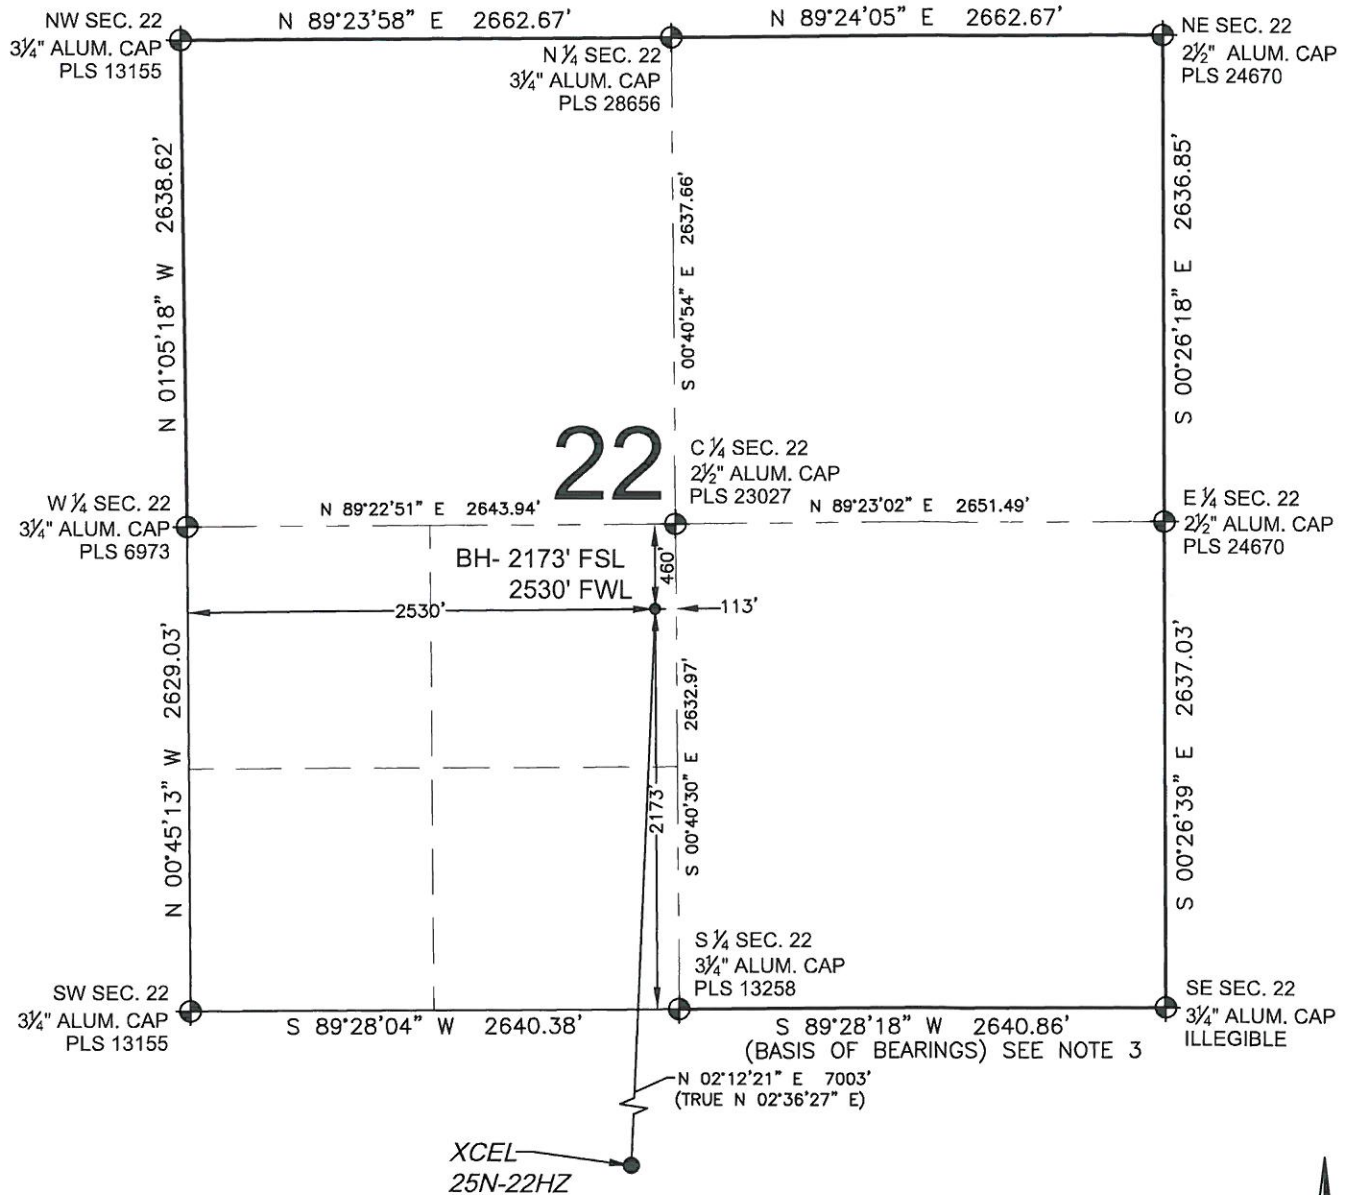 NW SEC. 22
3¼" ALUM. CAP
PLS 13155
N 89°23'58" E 2662.67'
N ¼ SEC. 22
3¼" ALUM. CAP
PLS 28656
N 89°24'05" E 2662.67'
NE SEC. 22
2½" ALUM. CAP
PLS 24670
N 01°05'18" W 2638.62'
S 00°40'54" E 2637.66'
S 00°26'18" E 2636.85'
22
C ¼ SEC. 22
2½" ALUM. CAP
PLS 23027
W ¼ SEC. 22
3¼" ALUM. CAP
PLS 6973
N 89°22'51" E 2643.94'
N 89°23'02" E 2651.49'
E ¼ SEC. 22
2½" ALUM. CAP
PLS 24670
BH- 2173' FSL
2530' FWL
460'
2530'
113'
N 00°45'13" W 2629.03'
2173'
S 00°40'30" E 2632.97'
S 00°26'39" E 2637.03'
S ¼ SEC. 22
3¼" ALUM. CAP
PLS 13258
SW SEC. 22
3¼" ALUM. CAP
PLS 13155
S 89°28'04" W 2640.38'
S 89°28'18" W 2640.86'
(BASIS OF BEARINGS) SEE NOTE 3
SE SEC. 22
3¼" ALUM. CAP
ILLEGIBLE
N 02°12'21" E 7003'
(TRUE N 02°36'27" E)
XCEL
25N-22HZ